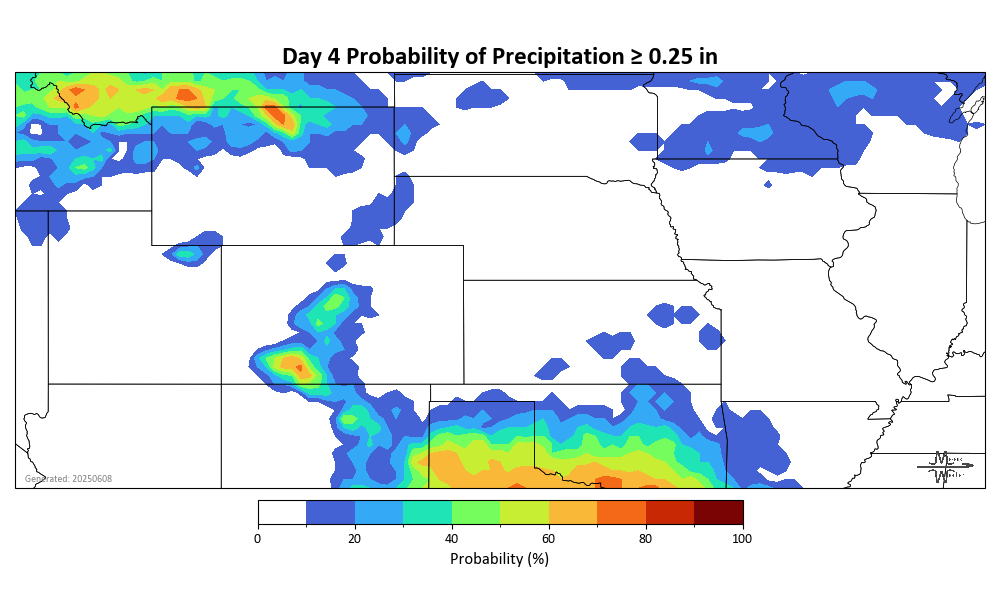 Day 4 Probability of Precipitation ≥ 0.25 in
Generated: 20250608
0 20 40 60 80 100
Probability (%)